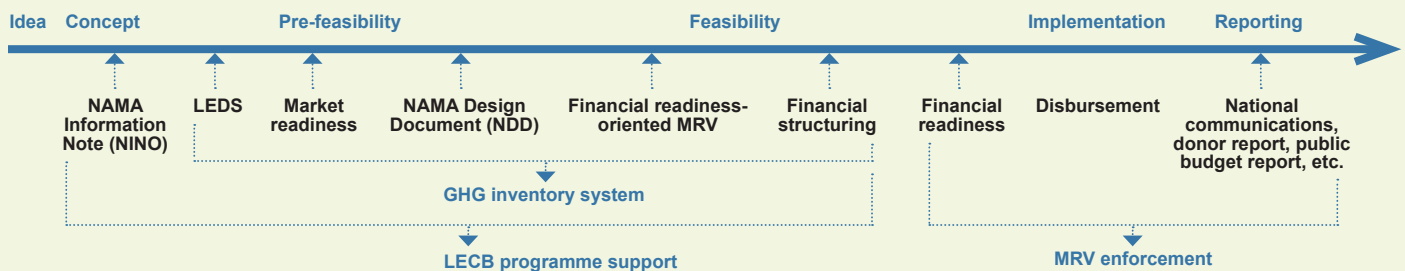 Idea Concept Pre-feasibility Feasibility Implementation Reporting
NAMA
Information
Note (NINO)
LEDS
Market
readiness
NAMA Design
Document (NDD)
Financial readiness-
oriented MRV
Financial
structuring
Financial
readiness
Disbursement
National
communications,
donor report, public
budget report, etc.
GHG inventory system
LECB programme support
MRV enforcement